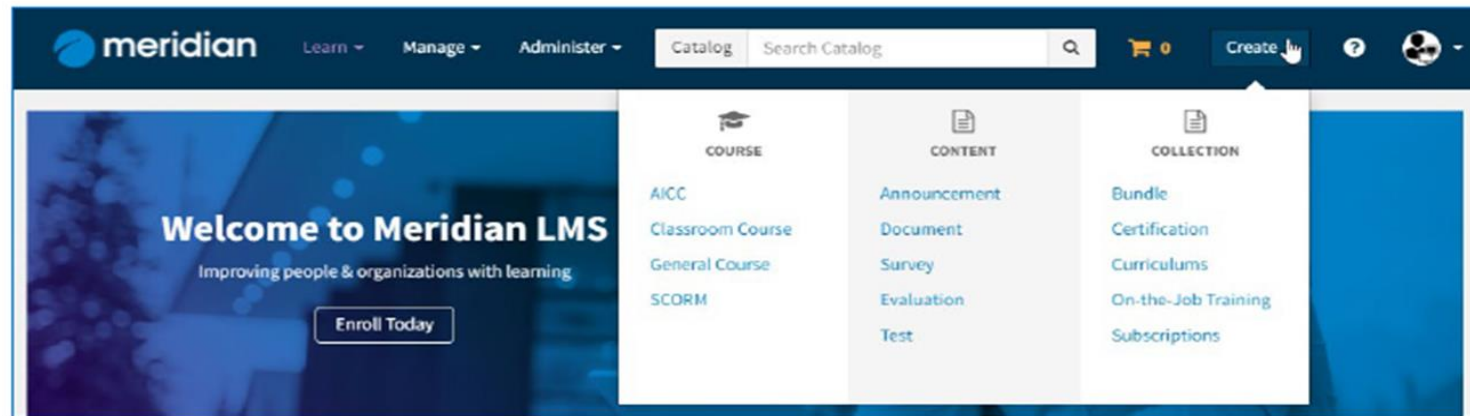 meridian Learn Manage Administer Catalog Search Catalog 0 Create ?
COURSE
AICC
Classroom Course
General Course
SCORM
CONTENT
Announcement
Document
Survey
Evaluation
Test
COLLECTION
Bundle
Certification
Curriculums
On-the-Job Training
Subscriptions
Welcome to Meridian LMS
Improving people & organizations with learning
Enroll Today